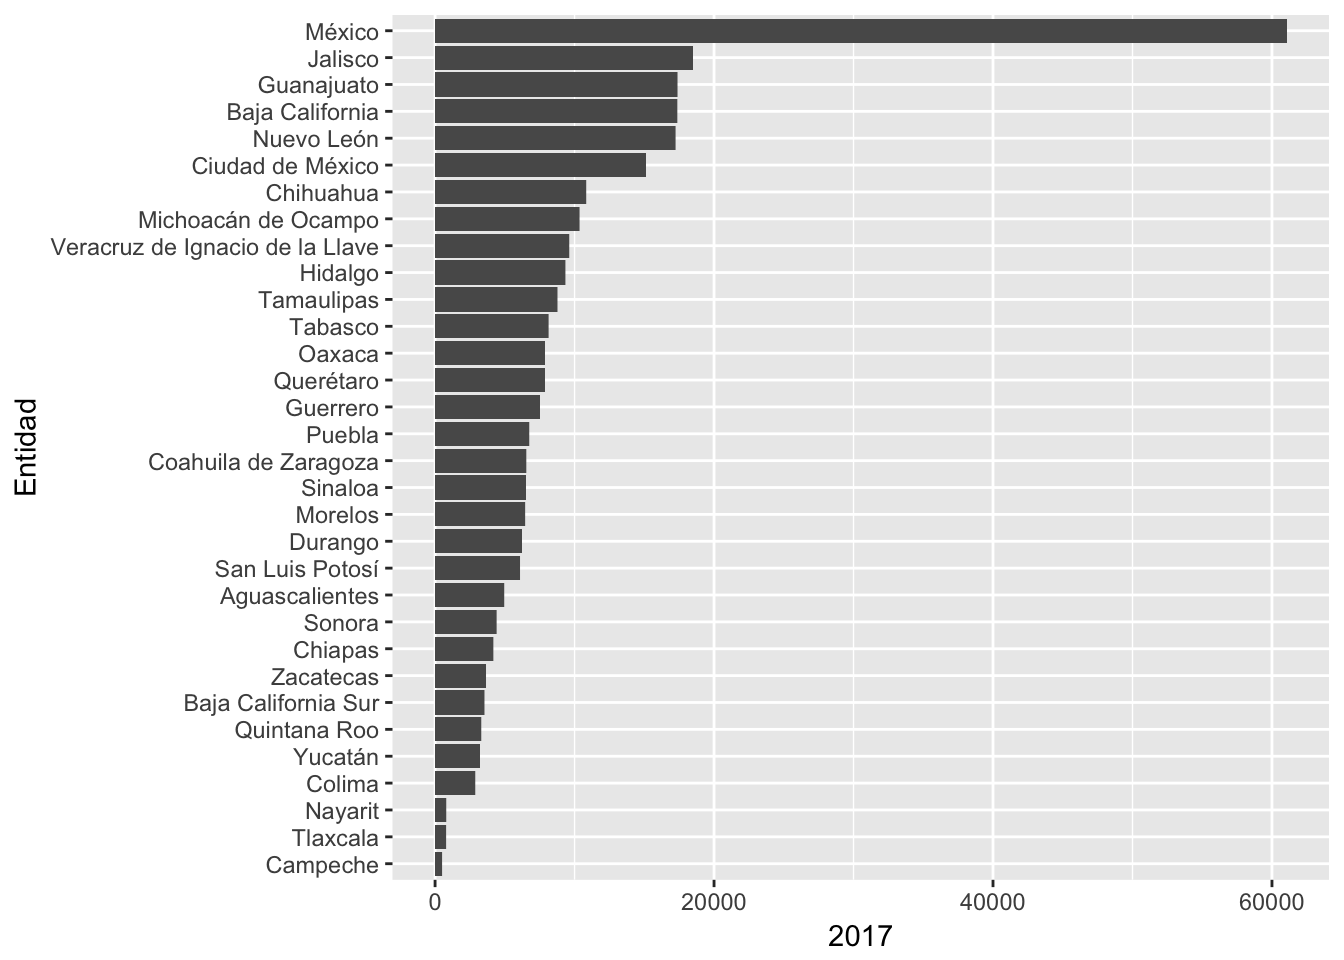 México
Jalisco
Guanajuato
Baja California
Nuevo León
Ciudad de México
Chihuahua
Michoacán de Ocampo
Veracruz de Ignacio de la Llave
Hidalgo
Tamaulipas
Tabasco
Oaxaca
Querétaro
Guerrero
Puebla
Coahuila de Zaragoza
Sinaloa
Morelos
Durango
San Luis Potosí
Aguascalientes
Sonora
Chiapas
Zacatecas
Baja California Sur
Quintana Roo
Yucatán
Colima
Nayarit
Tlaxcala
Campeche
Entidad
0 20000 40000 60000
2017